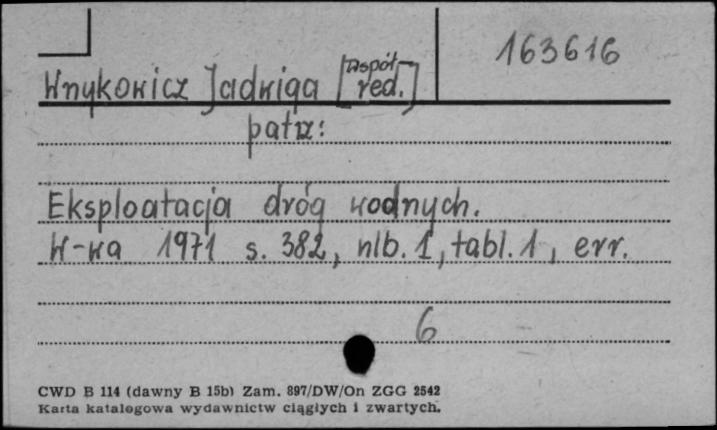 163616
Wnykowicz Jadwiga [współ-red.]
patrz:
Eksploatacja dróg wodnych.
W-wa 1971 s. 382, nlb. 1, tabl. 1, err.
6
CWD B 114 (dawny B 15b) Zam. 897/DW/On ZGG 2542
Karta katalogowa wydawnictw ciągłych i zwartych.